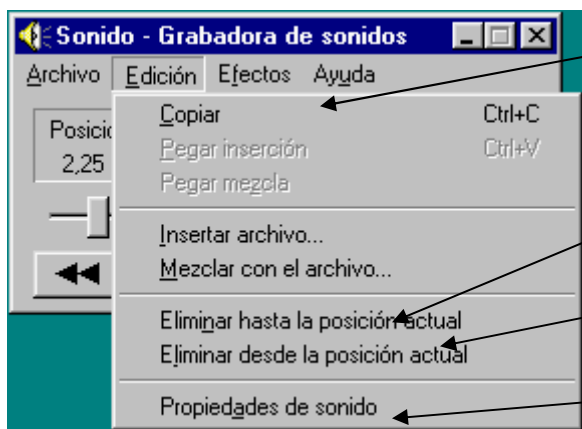 Sonido - Grabadora de sonidos
Archivo Edición Efectos Ayuda
Copiar Ctrl+C
Pegar inserción Ctrl+V
Pegar mezcla
2,25
Insertar archivo...
Mezclar con el archivo...
Eliminar hasta la posición actual
Eliminar desde la posición actual
Propiedades de sonido